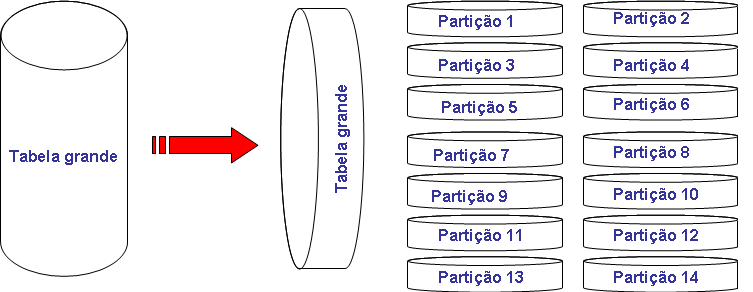 Tabela grande
Tabela grande
Partição 1
Partição 2
Partição 3
Partição 4
Partição 5
Partição 6
Partição 7
Partição 8
Partição 9
Partição 10
Partição 11
Partição 12
Partição 13
Partição 14